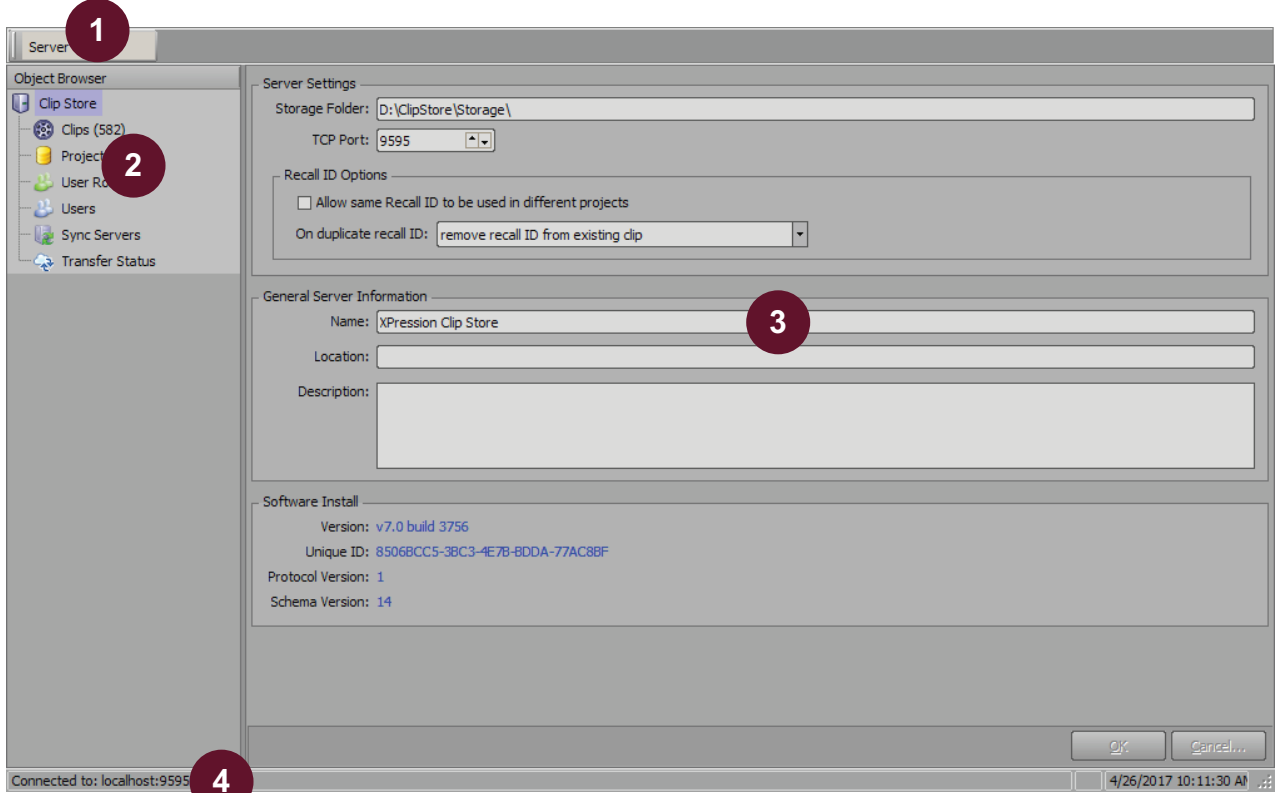 1
Server
Object Browser
Clip Store
Clips (582)
Project
2
User Ro
Users
Sync Servers
Transfer Status
Server Settings
Storage Folder: D:\ClipStore\Storage\
TCP Port: 9595
Recall ID Options
Allow same Recall ID to be used in different projects
On duplicate recall ID: remove recall ID from existing clip
General Server Information
Name: XPression Clip Store
3
Location:
Description:
Software Install
Version: v7.0 build 3756
Unique ID: 8506BCC5-3BC3-4E7B-BDDA-77AC8BF
Protocol Version: 1
Schema Version: 14
OK Cancel...
Connected to: localhost:9595
4
4/26/2017 10:11:30 AM